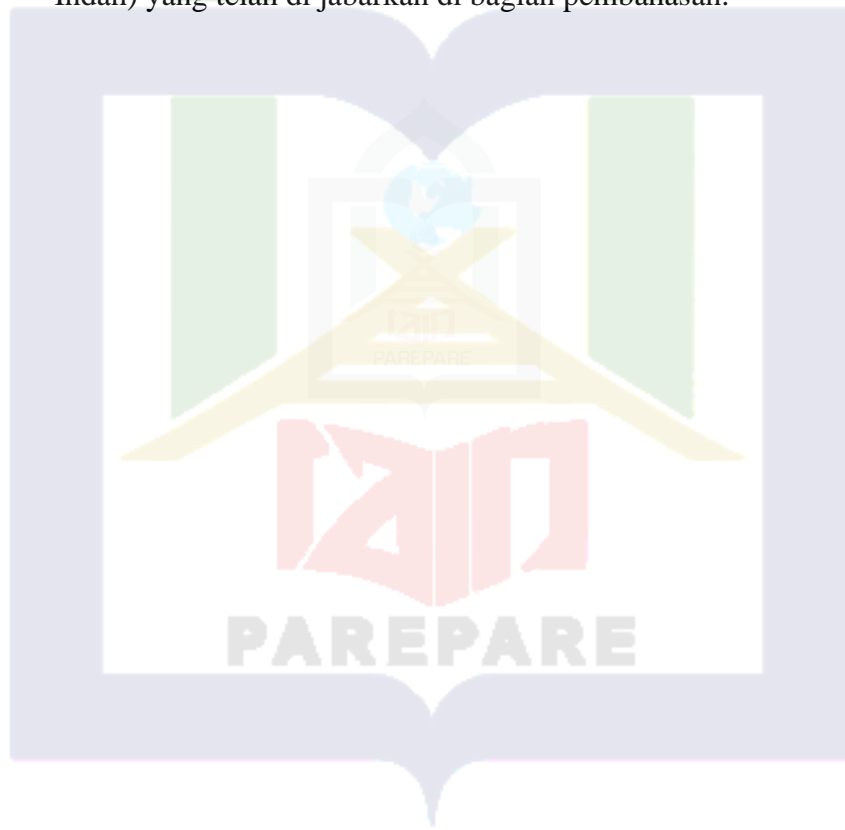 Indah) yang telah di jabarkan di bagian pembahasan.
iain
PAREPARE
iain
PAREPARE